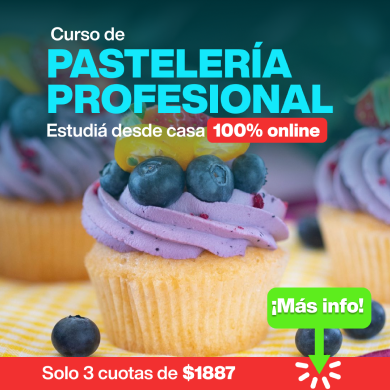 Curso de
PASTELERÍA
PROFESIONAL
Estudiá desde casa 100% online
¡Más info!
Solo 3 cuotas de $1887